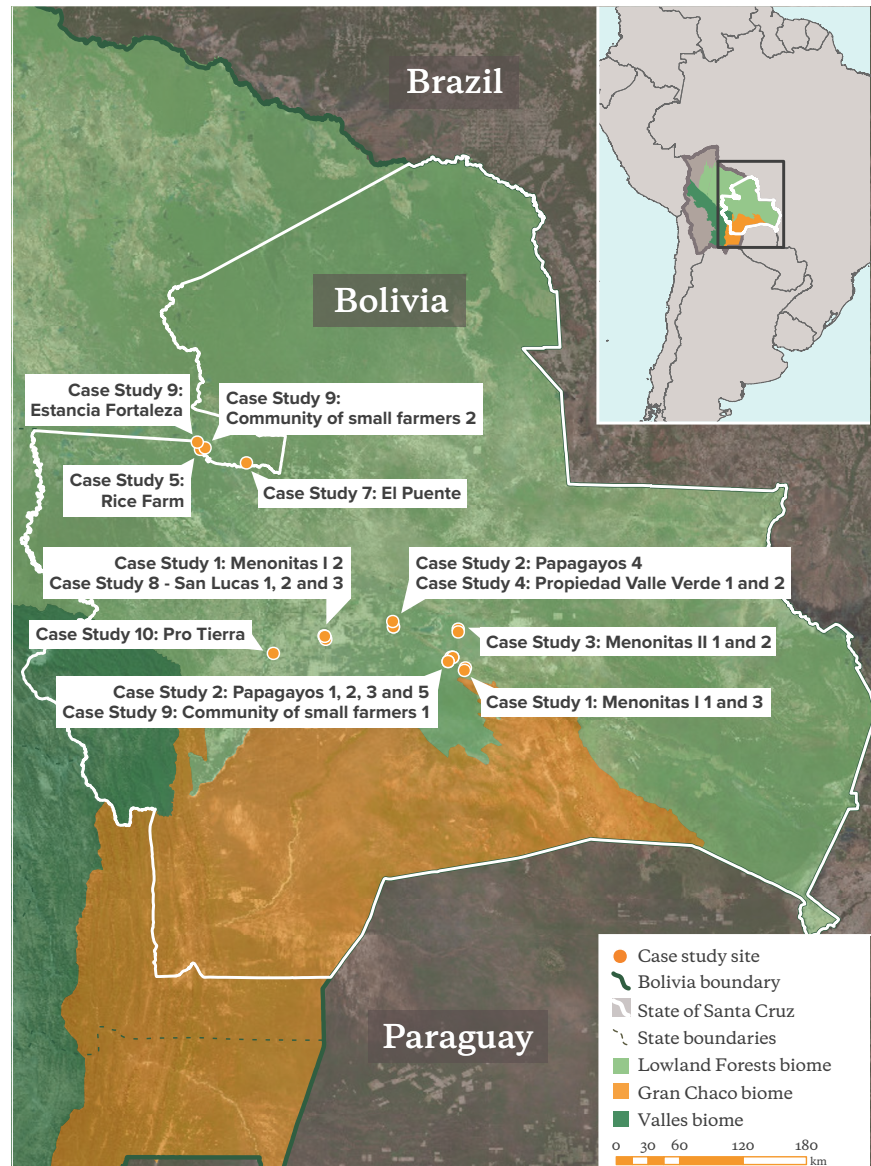 Brazil
Bolivia
Case Study 9:
Estancia Fortaleza
Case Study 9:
Community of small farmers 2
Case Study 5:
Rice Farm
Case Study 7: El Puente
Case Study 1: Menonitas I 2
Case Study 8 - San Lucas 1, 2 and 3
Case Study 2: Papagayos 4
Case Study 4: Propiedad Valle Verde 1 and 2
Case Study 10: Pro Tierra
Case Study 3: Menonitas II 1 and 2
Case Study 2: Papagayos 1, 2, 3 and 5
Case Study 9: Community of small farmers 1
Case Study 1: Menonitas I 1 and 3
Paraguay
Case study site
Bolivia boundary
State of Santa Cruz
State boundaries
Lowland Forests biome
Gran Chaco biome
Valles biome
0 30 60 120 180
km